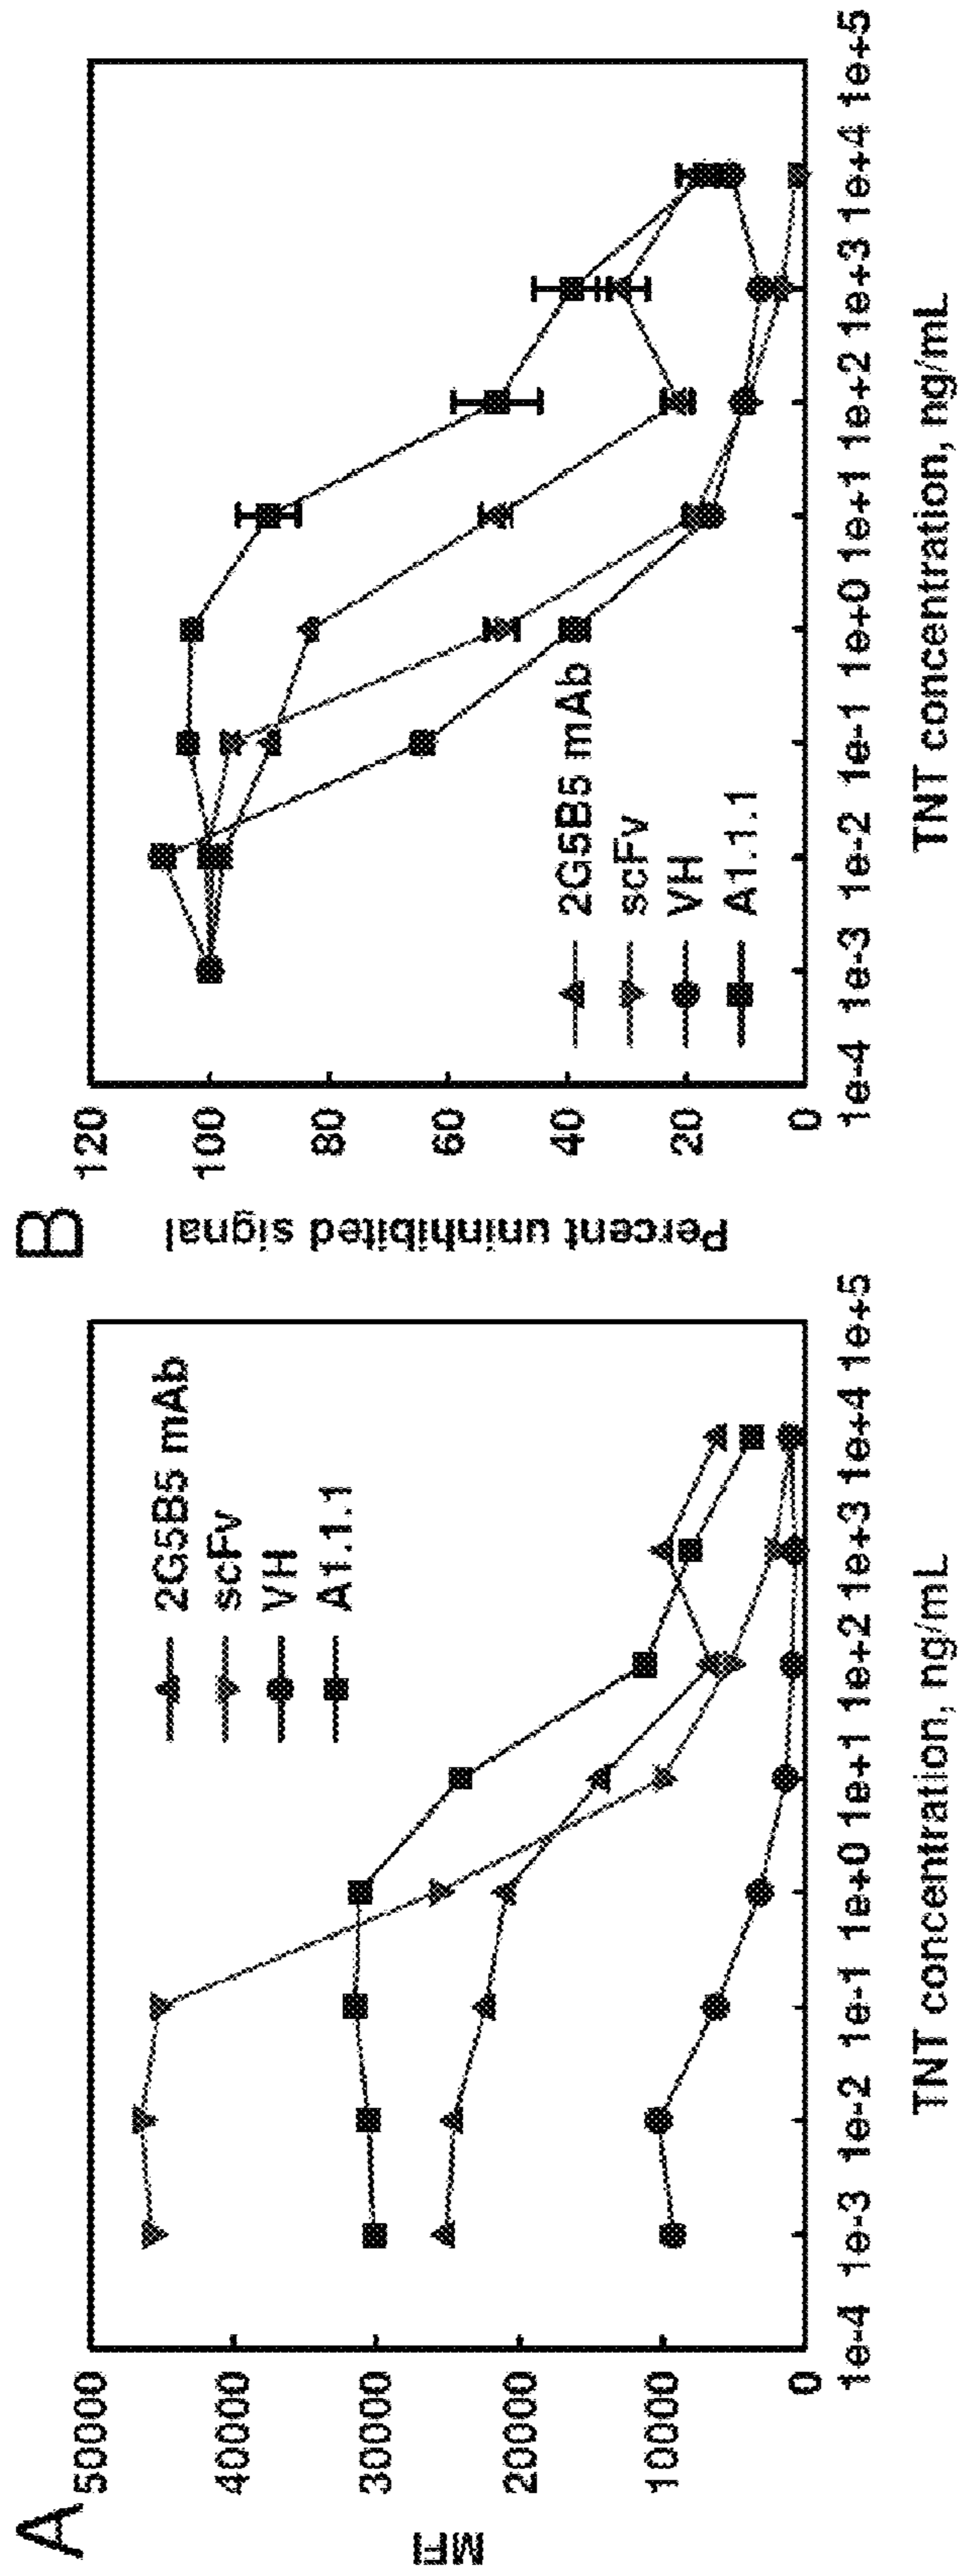 A
50000
40000
30000
20000
10000
0
MFI
2G5B5 mAb
scFv
VH
A1.1.1
1e-4 1e-3 1e-2 1e-1 1e+0 1e+1 1e+2 1e+3 1e+4 1e+5
TNT concentration, ng/mL
B
120
100
80
60
40
20
0
Percent uninhibited signal
2G5B5 mAb
scFv
VH
A1.1.1
1e-4 1e-3 1e-2 1e-1 1e+0 1e+1 1e+2 1e+3 1e+4 1e+5
TNT concentration, ng/mL